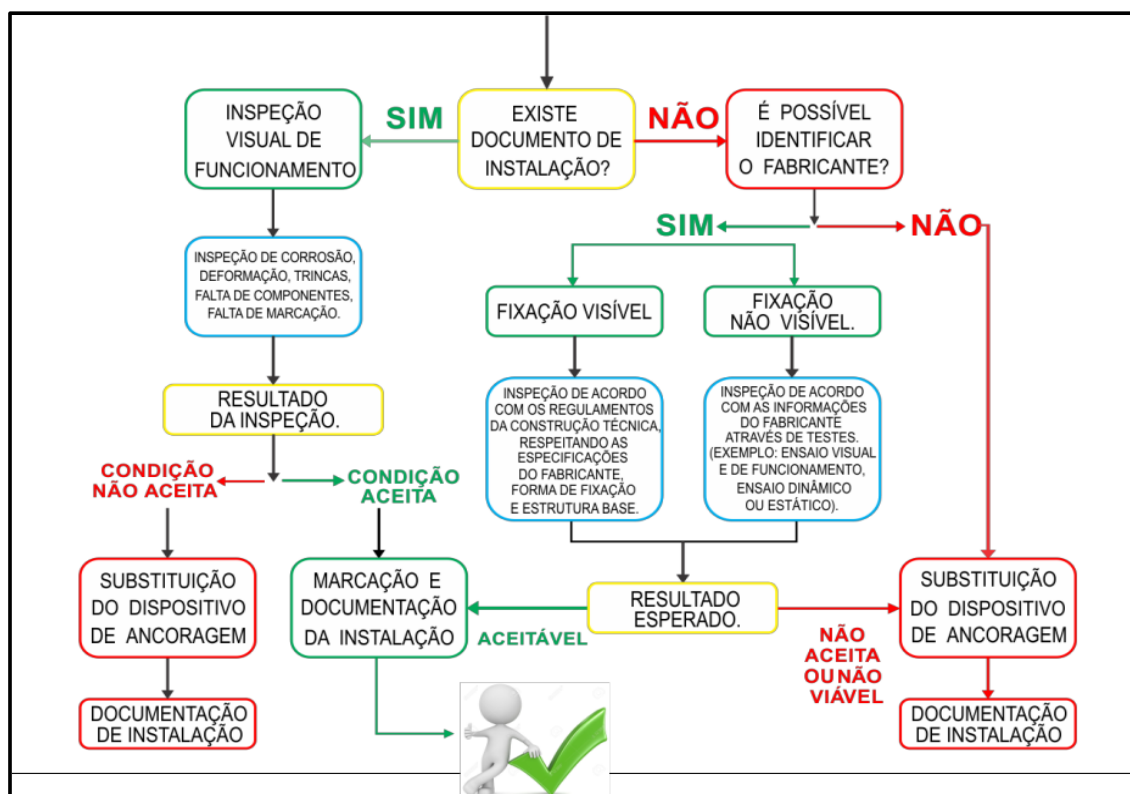 EXISTE
DOCUMENTO DE
INSTALAÇÃO?
SIM
INSPEÇÃO
VISUAL DE
FUNCIONAMENTO
INSPEÇÃO DE CORROSÃO,
DEFORMAÇÃO, TRINCAS,
FALTA DE COMPONENTES,
FALTA DE MARCAÇÃO.
RESULTADO
DA INSPEÇÃO.
CONDIÇÃO
NÃO ACEITA
SUBSTITUIÇÃO
DO DISPOSITIVO
DE ANCORAGEM
DOCUMENTAÇÃO
DE INSTALAÇÃO
CONDIÇÃO
ACEITA
MARCAÇÃO E
DOCUMENTAÇÃO
DA INSTALAÇÃO
NÃO
É POSSÍVEL
IDENTIFICAR
O FABRICANTE?
SIM
FIXAÇÃO VISÍVEL
INSPEÇÃO DE ACORDO
COM OS REGULAMENTOS
DA CONSTRUÇÃO TÉCNICA,
RESPEITANDO AS
ESPECIFICAÇÕES
DO FABRICANTE,
FORMA DE FIXAÇÃO
E ESTRUTURA BASE.
FIXAÇÃO
NÃO VISÍVEL.
INSPEÇÃO DE ACORDO
COM AS INFORMAÇÕES
DO FABRICANTE
ATRAVÉS DE TESTES.
(EXEMPLO: ENSAIO VISUAL
E DE FUNCIONAMENTO,
ENSAIO DINÂMICO
OU ESTÁTICO).
RESULTADO
ESPERADO.
ACEITÁVEL
NÃO
ACEITA
OU NÃO
VIÁVEL
NÃO
SUBSTITUIÇÃO
DO DISPOSITIVO
DE ANCORAGEM
DOCUMENTAÇÃO
DE INSTALAÇÃO